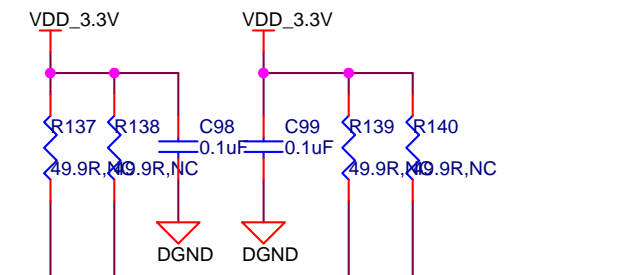 VDD_3.3V
VDD_3.3V
R137
R138
C98
C99
R139
R140
0.1uF
0.1uF
49.9R,NC
49.9R,NC
49.9R,NC
49.9R,NC
DGND
DGND